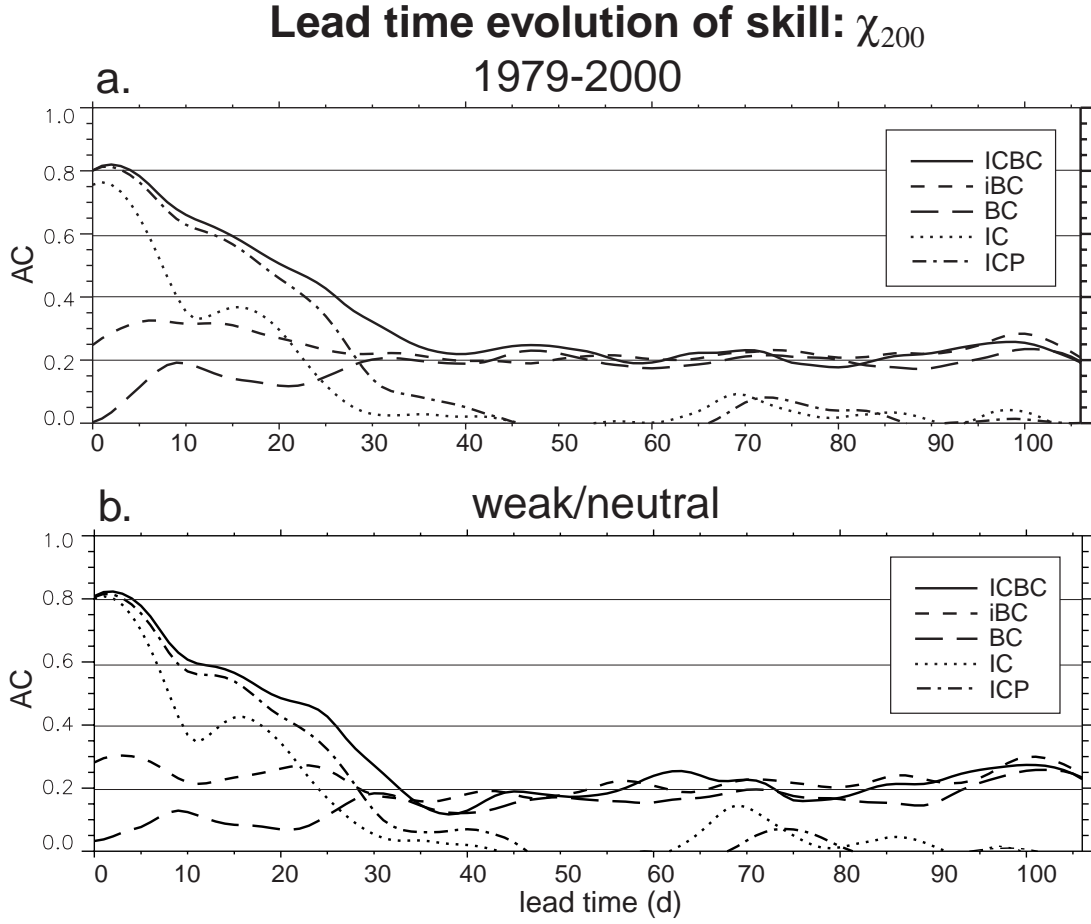 Lead time evolution of skill: χ200
a.
1979-2000
1.0
0.8
0.6
0.4
0.2
0.0
AC
ICBC
iBC
BC
IC
ICP
0 10 20 30 40 50 60 70 80 90 100
b.
weak/neutral
1.0
0.8
0.6
0.4
0.2
0.0
AC
ICBC
iBC
BC
IC
ICP
0 10 20 30 40 50 60 70 80 90 100
lead time (d)